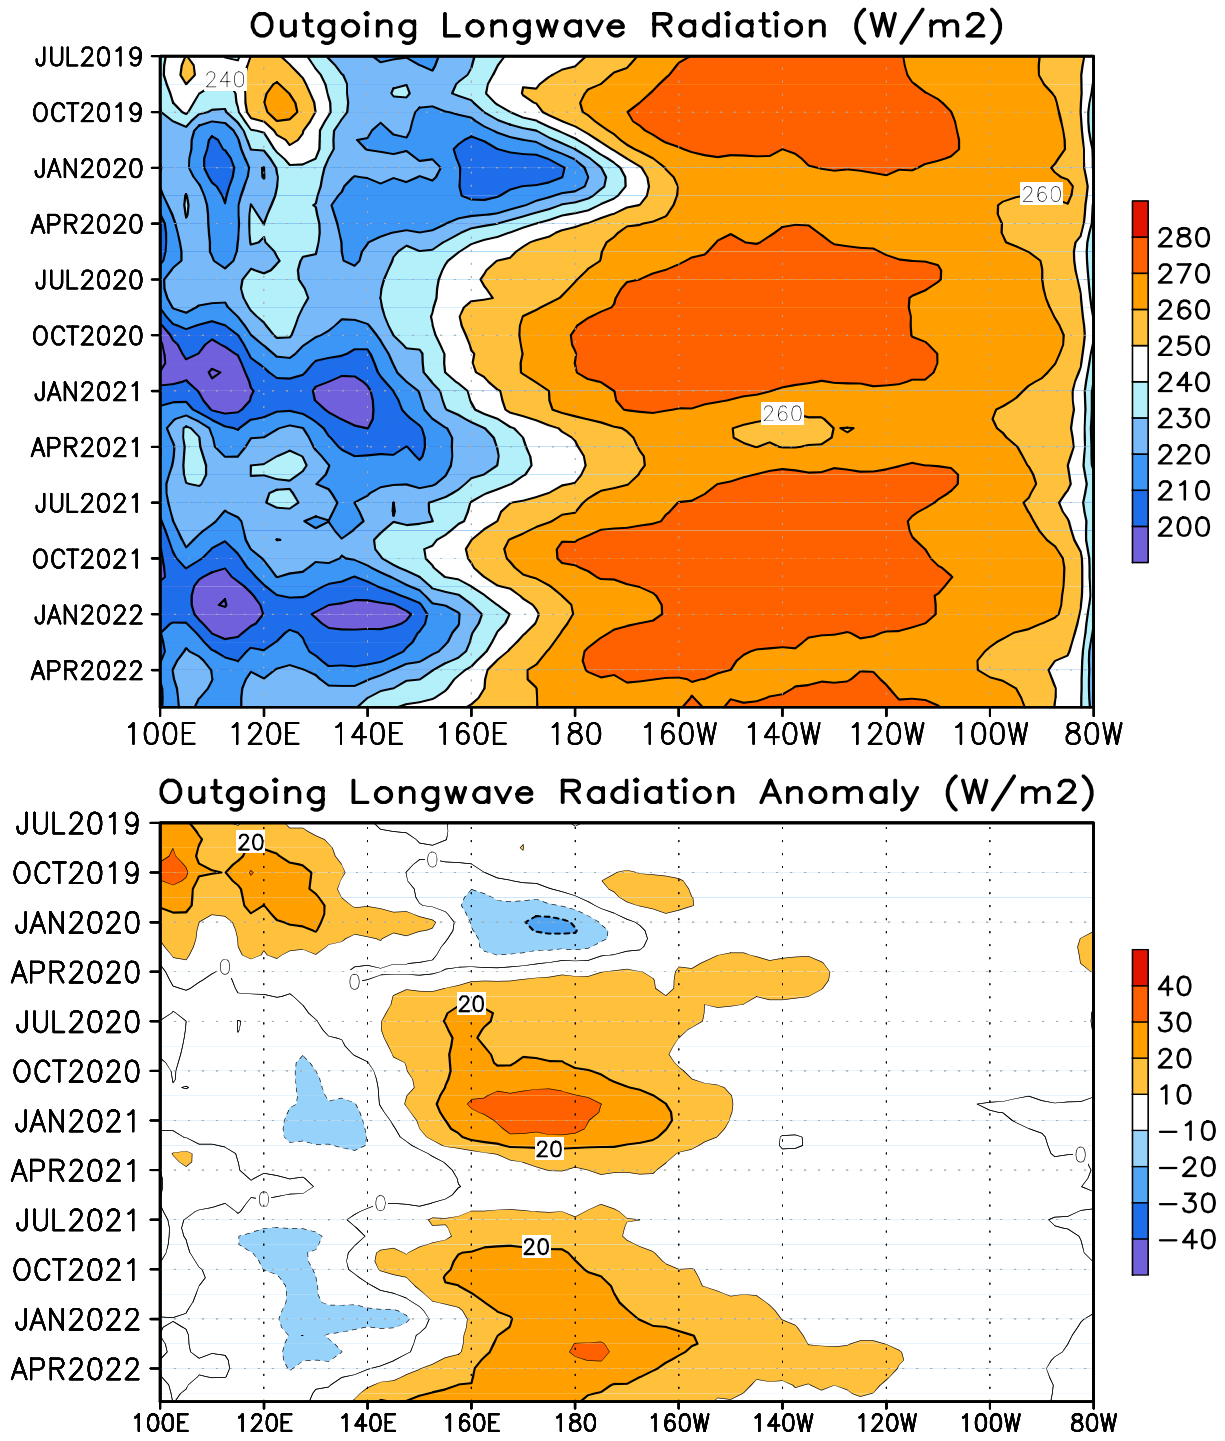 Outgoing Longwave Radiation (W/m2)
JUL2019
OCT2019
JAN2020
APR2020
JUL2020
OCT2020
JAN2021
APR2021
JUL2021
OCT2021
JAN2022
APR2022
240
260
260
100E 120E 140E 160E 180 160W 140W 120W 100W 80W
280
270
260
250
240
230
220
210
200
Outgoing Longwave Radiation Anomaly (W/m2)
JUL2019
OCT2019
JAN2020
APR2020
JUL2020
OCT2020
JAN2021
APR2021
JUL2021
OCT2021
JAN2022
APR2022
20
0
0
0
20
20
0
0
0
20
100E 120E 140E 160E 180 160W 140W 120W 100W 80W
40
30
20
10
-10
-20
-30
-40